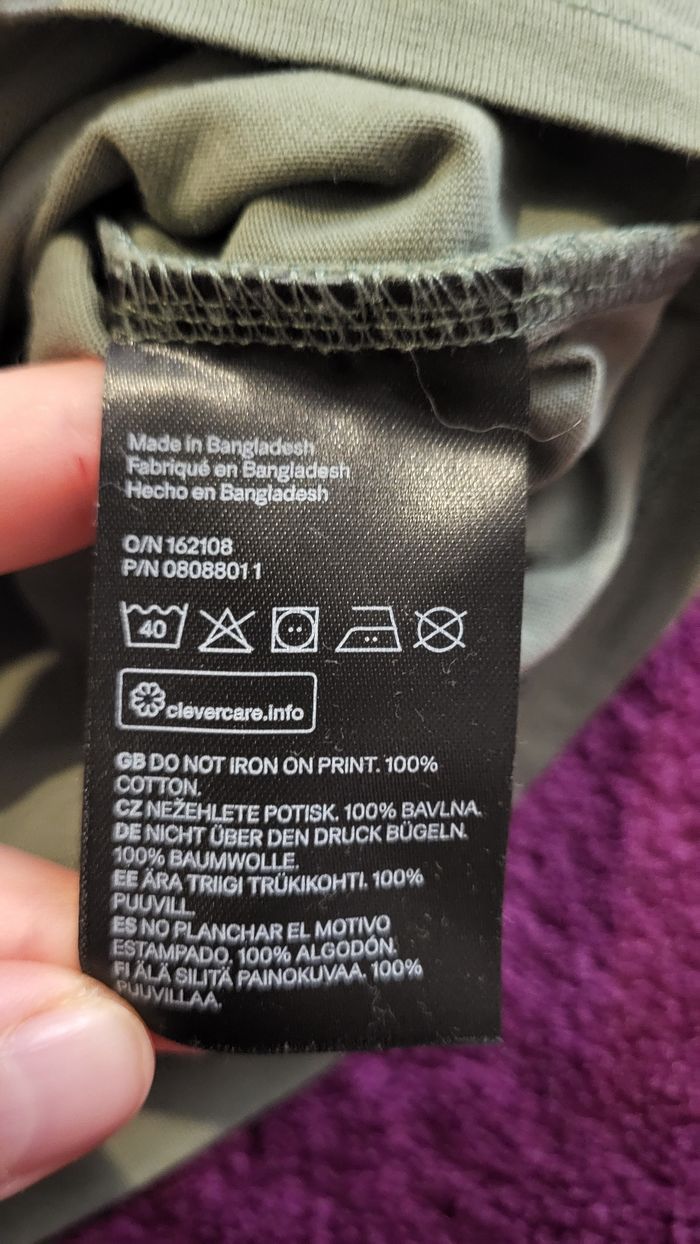 Made in Bangladesh
Fabriqué en Bangladesh
Hecho en Bangladesh
O/N 162108
P/N 08088011
40
clevercare.info
GB DO NOT IRON ON PRINT. 100%
COTTON.
CZ NEŽEHLETE POTISK. 100% BAVLNA.
DE NICHT ÜBER DEN DRUCK BÜGELN.
100% BAUMWOLLE.
EE ÄRA TRIIGI TRÜKIKOHTI. 100%
PUUVILL.
ES NO PLANCHAR EL MOTIVO
ESTAMPADO. 100% ALGODÓN.
FI ÄLÄ SILITÄ PAINOKUVAA. 100%
PUUVILLAA.